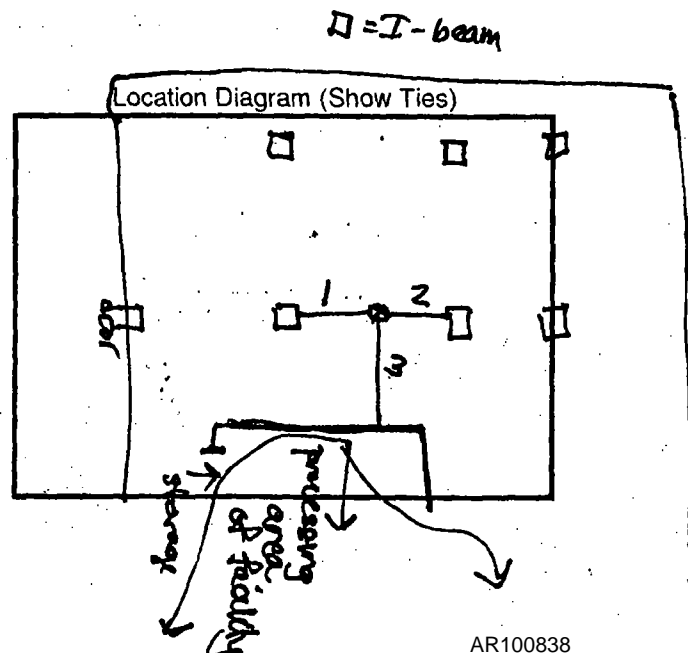 □ = I-beam
Location Diagram (Show Ties)
door
1
2
3
storage
processing
area
of facility
AR100838